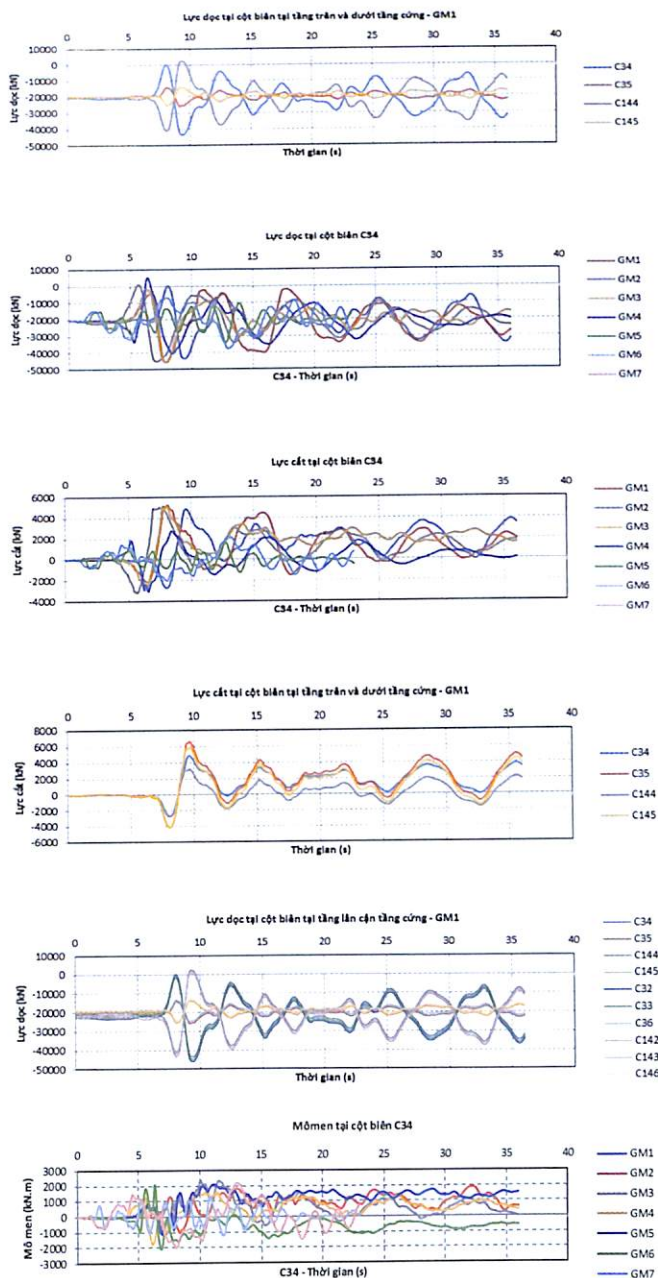 Lực dọc tại cột biên tại tầng trên và dưới tầng cứng - GM1
0 5 10 15 20 25 30 35 40
10000
0
-10000
-20000
-30000
-40000
-50000
Lực dọc (kN)
Thời gian (s)
C34
C35
C144
C145
Lực dọc tại cột biên C34
0 5 10 15 20 25 30 35 40
10000
0
-10000
-20000
-30000
-40000
-50000
Lực dọc (kN)
C34 - Thời gian (s)
GM1
GM2
GM3
GM4
GM5
GM6
GM7
Lực cắt tại cột biên C34
0 5 10 15 20 25 30 35 40
6000
4000
2000
0
-2000
-4000
Lực cắt (kN)
C34 - Thời gian (s)
GM1
GM2
GM3
GM4
GM5
GM6
GM7
Lực cắt tại cột biên tại tầng trên và dưới tầng cứng - GM1
0 5 10 15 20 25 30 35 40
8000
6000
4000
2000
0
-2000
-4000
-6000
Lực cắt (kN)
Thời gian (s)
C34
C35
C144
C145
Lực dọc tại cột biên tại tầng lân cận tầng cứng - GM1
0 5 10 15 20 25 30 35 40
10000
0
-10000
-20000
-30000
-40000
-50000
Lực dọc (kN)
Thời gian (s)
C34
C35
C144
C145
C32
C33
C36
C142
C143
C146
Mômen tại cột biên C34
0 5 10 15 20 25 30 35 40
3000
2000
1000
0
-1000
-2000
-3000
Mô men (kN.m)
C34 - Thời gian (s)
GM1
GM2
GM3
GM4
GM5
GM6
GM7